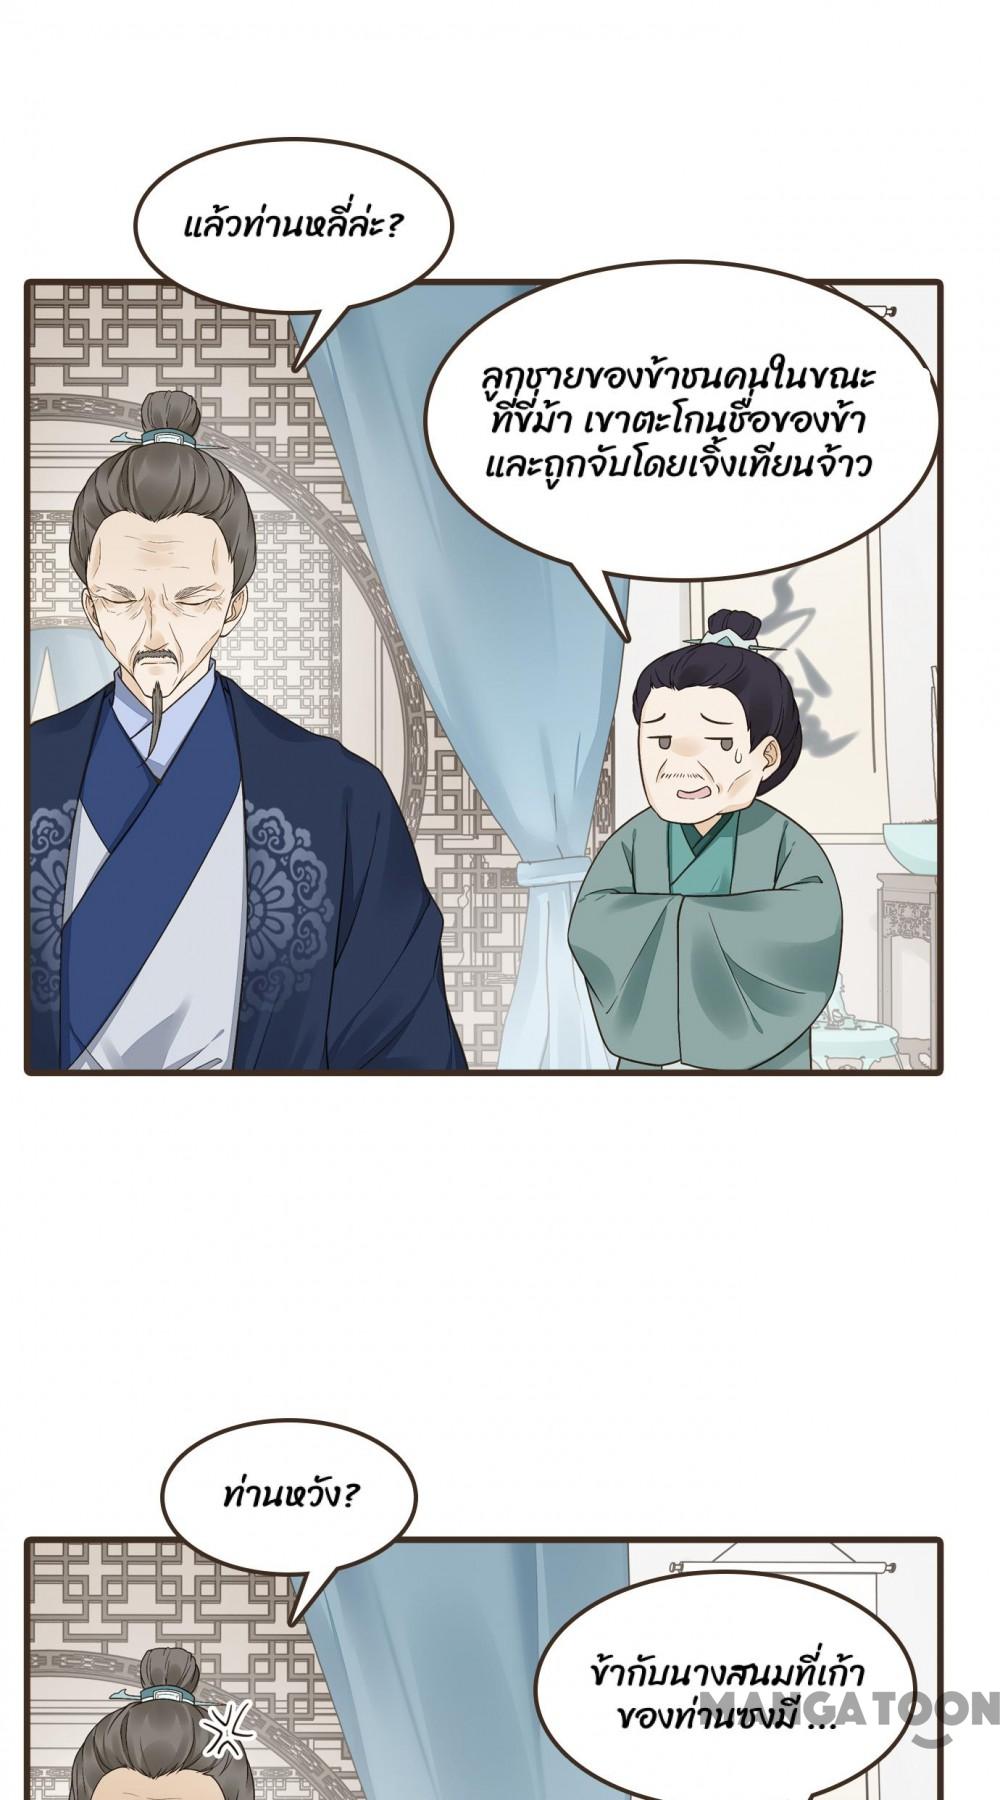 แล้วท่านหลี่ล่ะ?
ลูกชายของข้าชนคนในขณะ
ที่ขี่ม้า เขาตะโกนชื่อของข้า
และถูกจับโดยเจิ้งเทียนจ้าว
ท่านหวัง?
ข้ากับนางสนมที่เก้า
ของท่านซงมี ...
MANGATOON